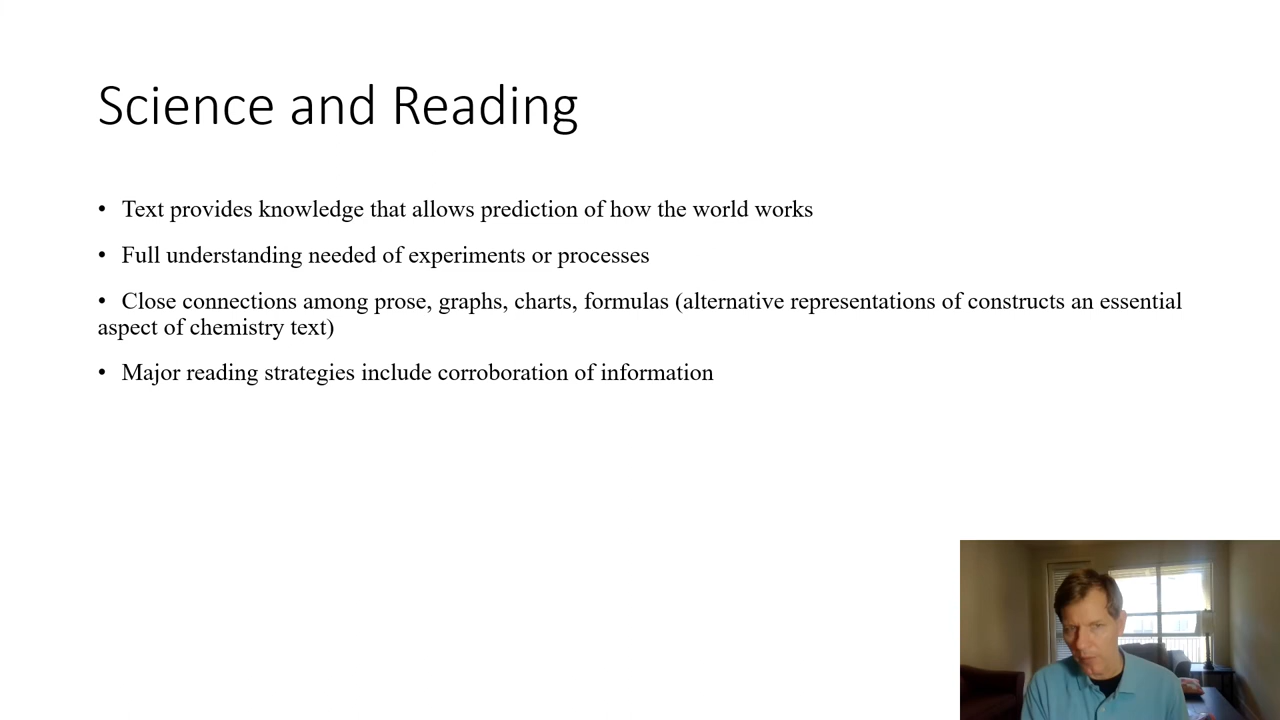 Science and Reading
• Text provides knowledge that allows prediction of how the world works
• Full understanding needed of experiments or processes
• Close connections among prose, graphs, charts, formulas (alternative representations of constructs an essential
aspect of chemistry text)
• Major reading strategies include corroboration of information